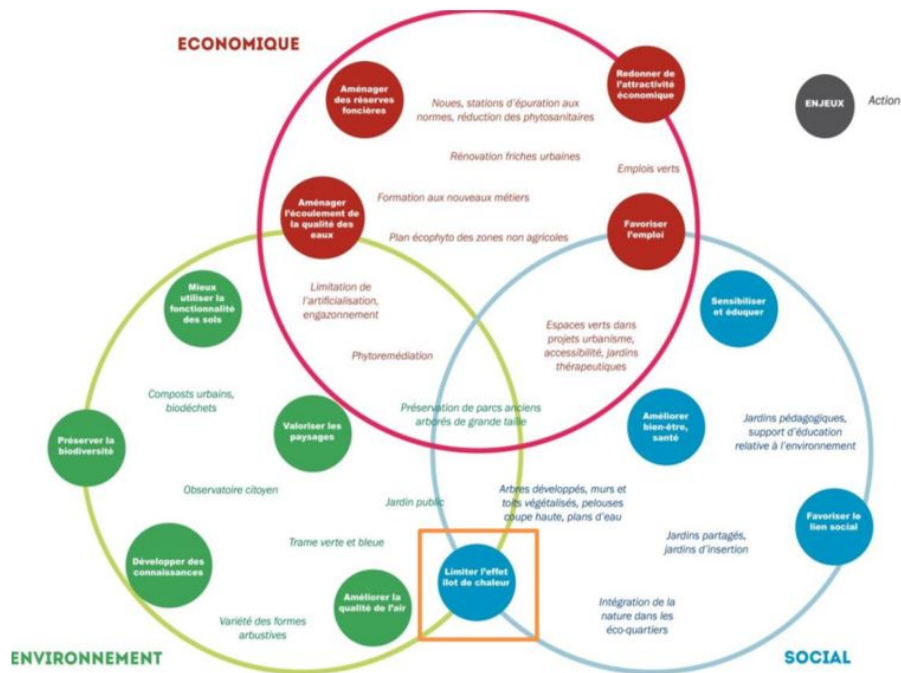 ECONOMIQUE
Aménager
des réserves
foncières
Redonner de
l'attractivité
économique
ENJEUX
Action
Noues, stations d'épuration aux
normes, réduction des phytosanitaires
Rénovation friches urbaines
Emplois verts
Formation aux nouveaux métiers
Aménager
l'écoulement de
la qualité des
eaux
Favoriser
l'emploi
Plan écophyto des zones non agricoles
Mieux
utiliser la
fonctionnalité
des sols
Limitation de
l'artificialisation,
engazonnement
Sensibiliser
et éduquer
Espaces verts dans
projets urbanisme,
accessibilité, jardins
thérapeutiques
Phytoremédiation
Composts urbains,
biodéchets
Préservation de parcs anciens
arborés de grande taille
Valoriser les
paysages
Améliorer
bien-être,
santé
Jardins pédagogiques,
support d'éducation
relative à l'environnement
Préserver la
biodiversité
Observatoire citoyen
Jardin public
Arbres développés, murs et
toits végétalisés, pelouses
coupe haute, plans d'eau
Favoriser le
lien social
Trame verte et bleue
Jardins partagés,
jardins d'insertion
Développer des
connaissances
Limiter l'effet
ilot de chaleur
Améliorer la
qualité de l'air
Variété des formes
arbustives
Intégration de la
nature dans les
éco-quartiers
ENVIRONNEMENT
SOCIAL